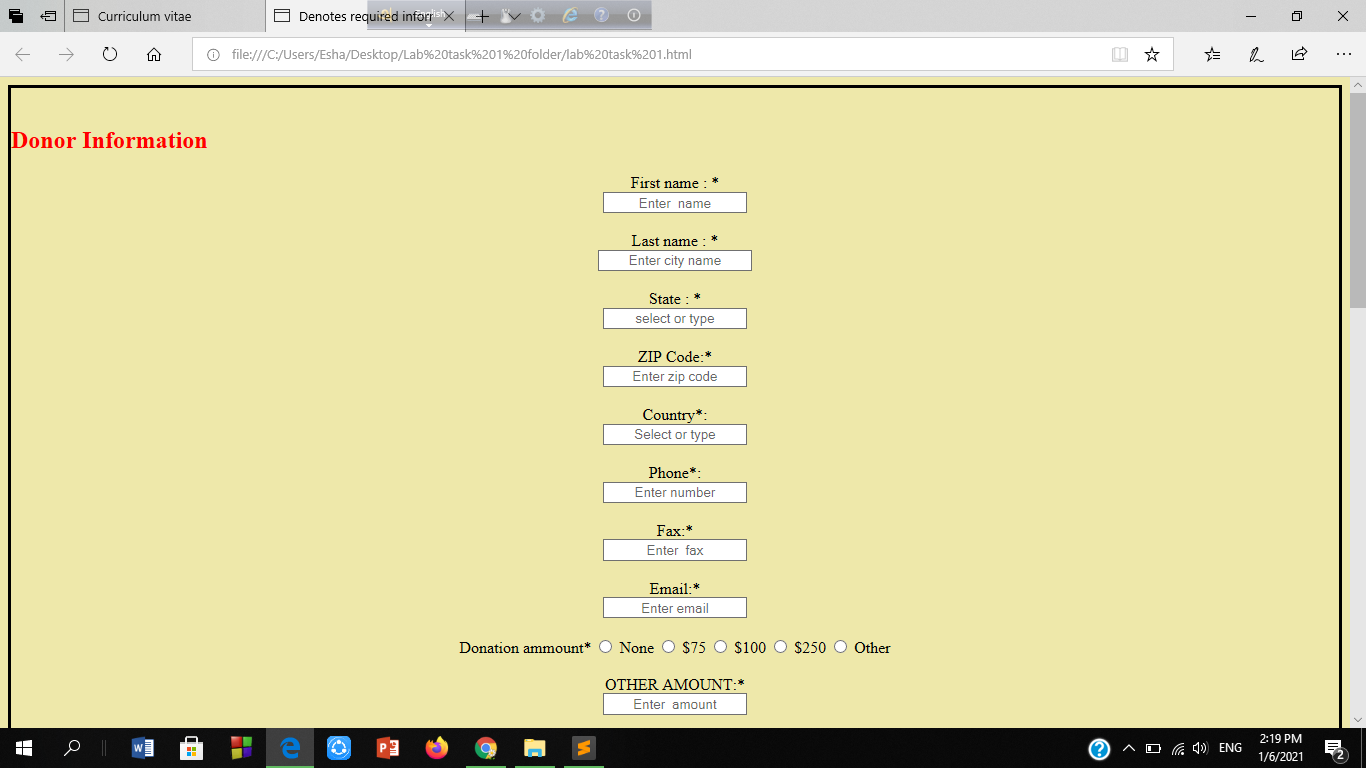 Curriculum vitae
Denotes required inforr
English
file:///C:/Users/Esha/Desktop/Lab%20task%201%20folder/lab%20task%201.html
Donor Information
First name : *
Enter name
Last name : *
Enter city name
State : *
select or type
ZIP Code:*
Enter zip code
Country*:
Select or type
Phone*:
Enter number
Fax:*
Enter fax
Email:*
Enter email
Donation ammount* None $75 $100 $250 Other
OTHER AMOUNT:*
Enter amount
ENG
2:19 PM
1/6/2021
2